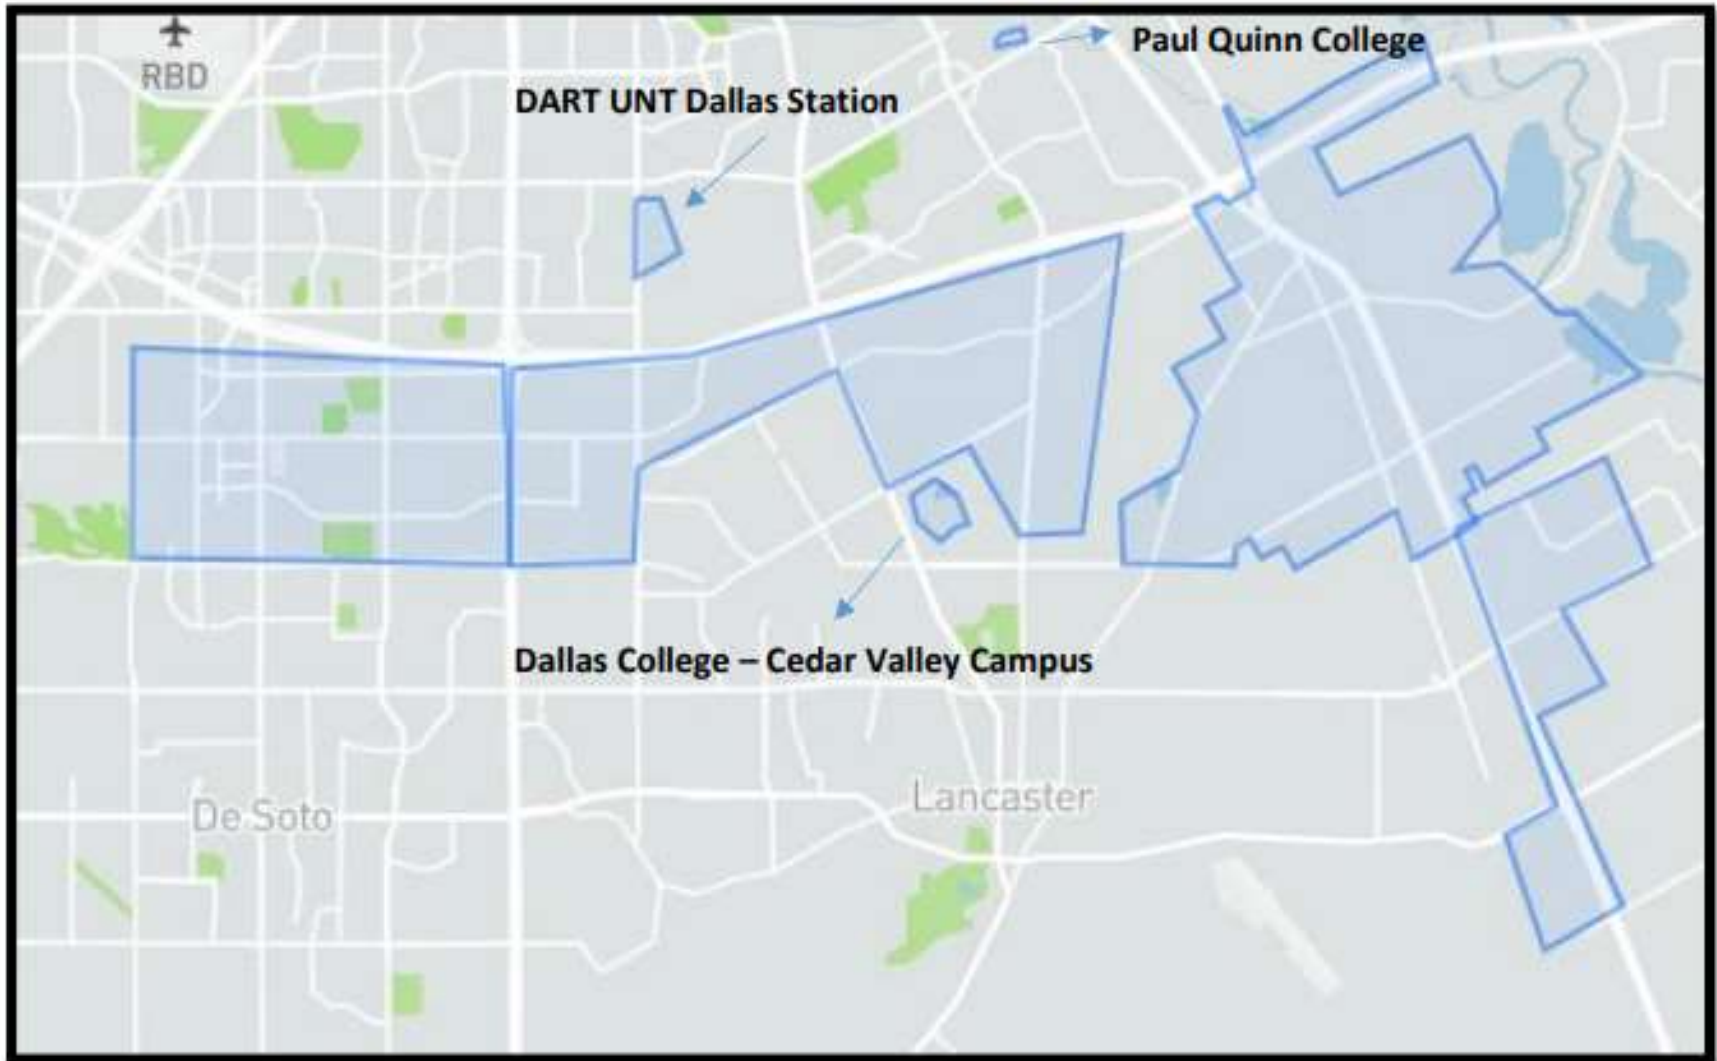 Paul Quinn College
RBD
DART UNT Dallas Station
Dallas College – Cedar Valley Campus
Lancaster
De Soto